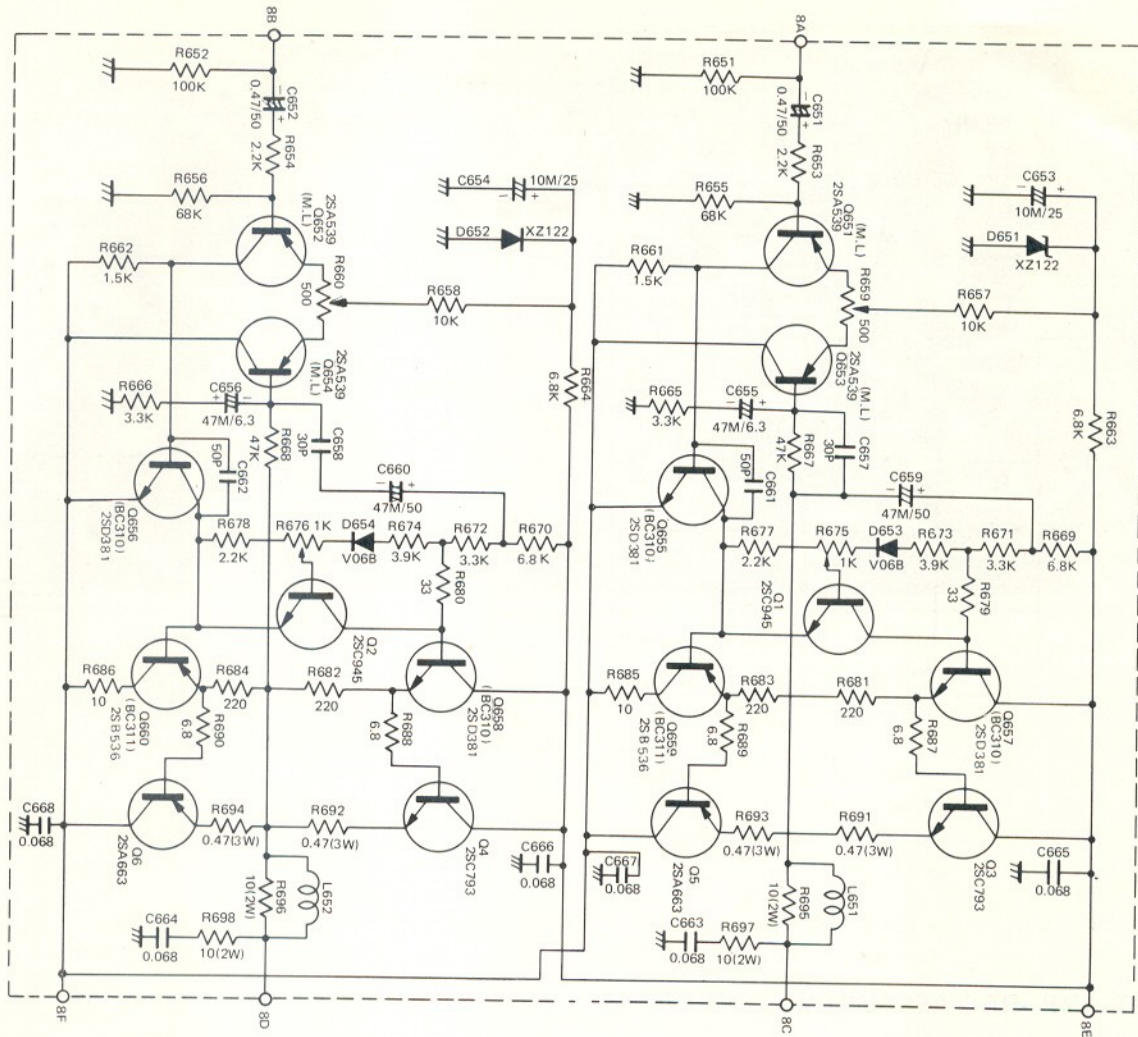 8B
8A
R652
100K
R651
100K
C652
0.47/50
C651
0.47/50
R654
2.2K
R653
2.2K
C654
10M/25
C653
10M/25
R656
68K
R655
68K
2SA539
Q652
(M.L)
2SA539
Q651
(M.L)
D652
XZ122
D651
XZ122
R662
1.5K
R661
1.5K
R660
500
R659
500
R658
10K
R657
10K
2SA539
Q654
(M.L)
2SA539
Q653
(M.L)
R664
6.8K
R663
6.8K
R666
3.3K
C656
47M/6.3
R665
3.3K
C655
47M/6.3
R668
47K
C658
30P
R667
47K
C657
30P
C662
50P
C661
50P
C660
47M/50
C659
47M/50
Q656
(BC310)
2SD381
Q655
(BC310)
2SD381
R678
2.2K
R676 1K
D654
V06B
R674
3.9K
R672
3.3K
R670
6.8K
R677
2.2K
R675
1K
D653
V06B
R673
3.9K
R671
3.3K
R669
6.8K
R680
33
R679
33
Q2
2SC945
Q1
2SC945
R686
10
R684
220
R682
220
R685
10
R683
220
R681
220
Q660
(BC311)
2SB536
R690
6.8
R688
6.8
Q658
(BC310)
2SD381
Q659
(BC311)
2SB536
R689
6.8
R687
6.8
Q657
(BC310)
2SD381
C668
0.068
Q6
2SA663
R694
0.47(3W)
R692
0.47(3W)
Q4
2SC793
C666
0.068
C667
0.068
Q5
2SA663
R693
0.47(3W)
R691
0.47(3W)
Q3
2SC793
C665
0.068
R696
10(2W)
L652
R695
10(2W)
L651
C664
0.068
R698
10(2W)
C663
0.068
R697
10(2W)
8F
8D
8C
8E